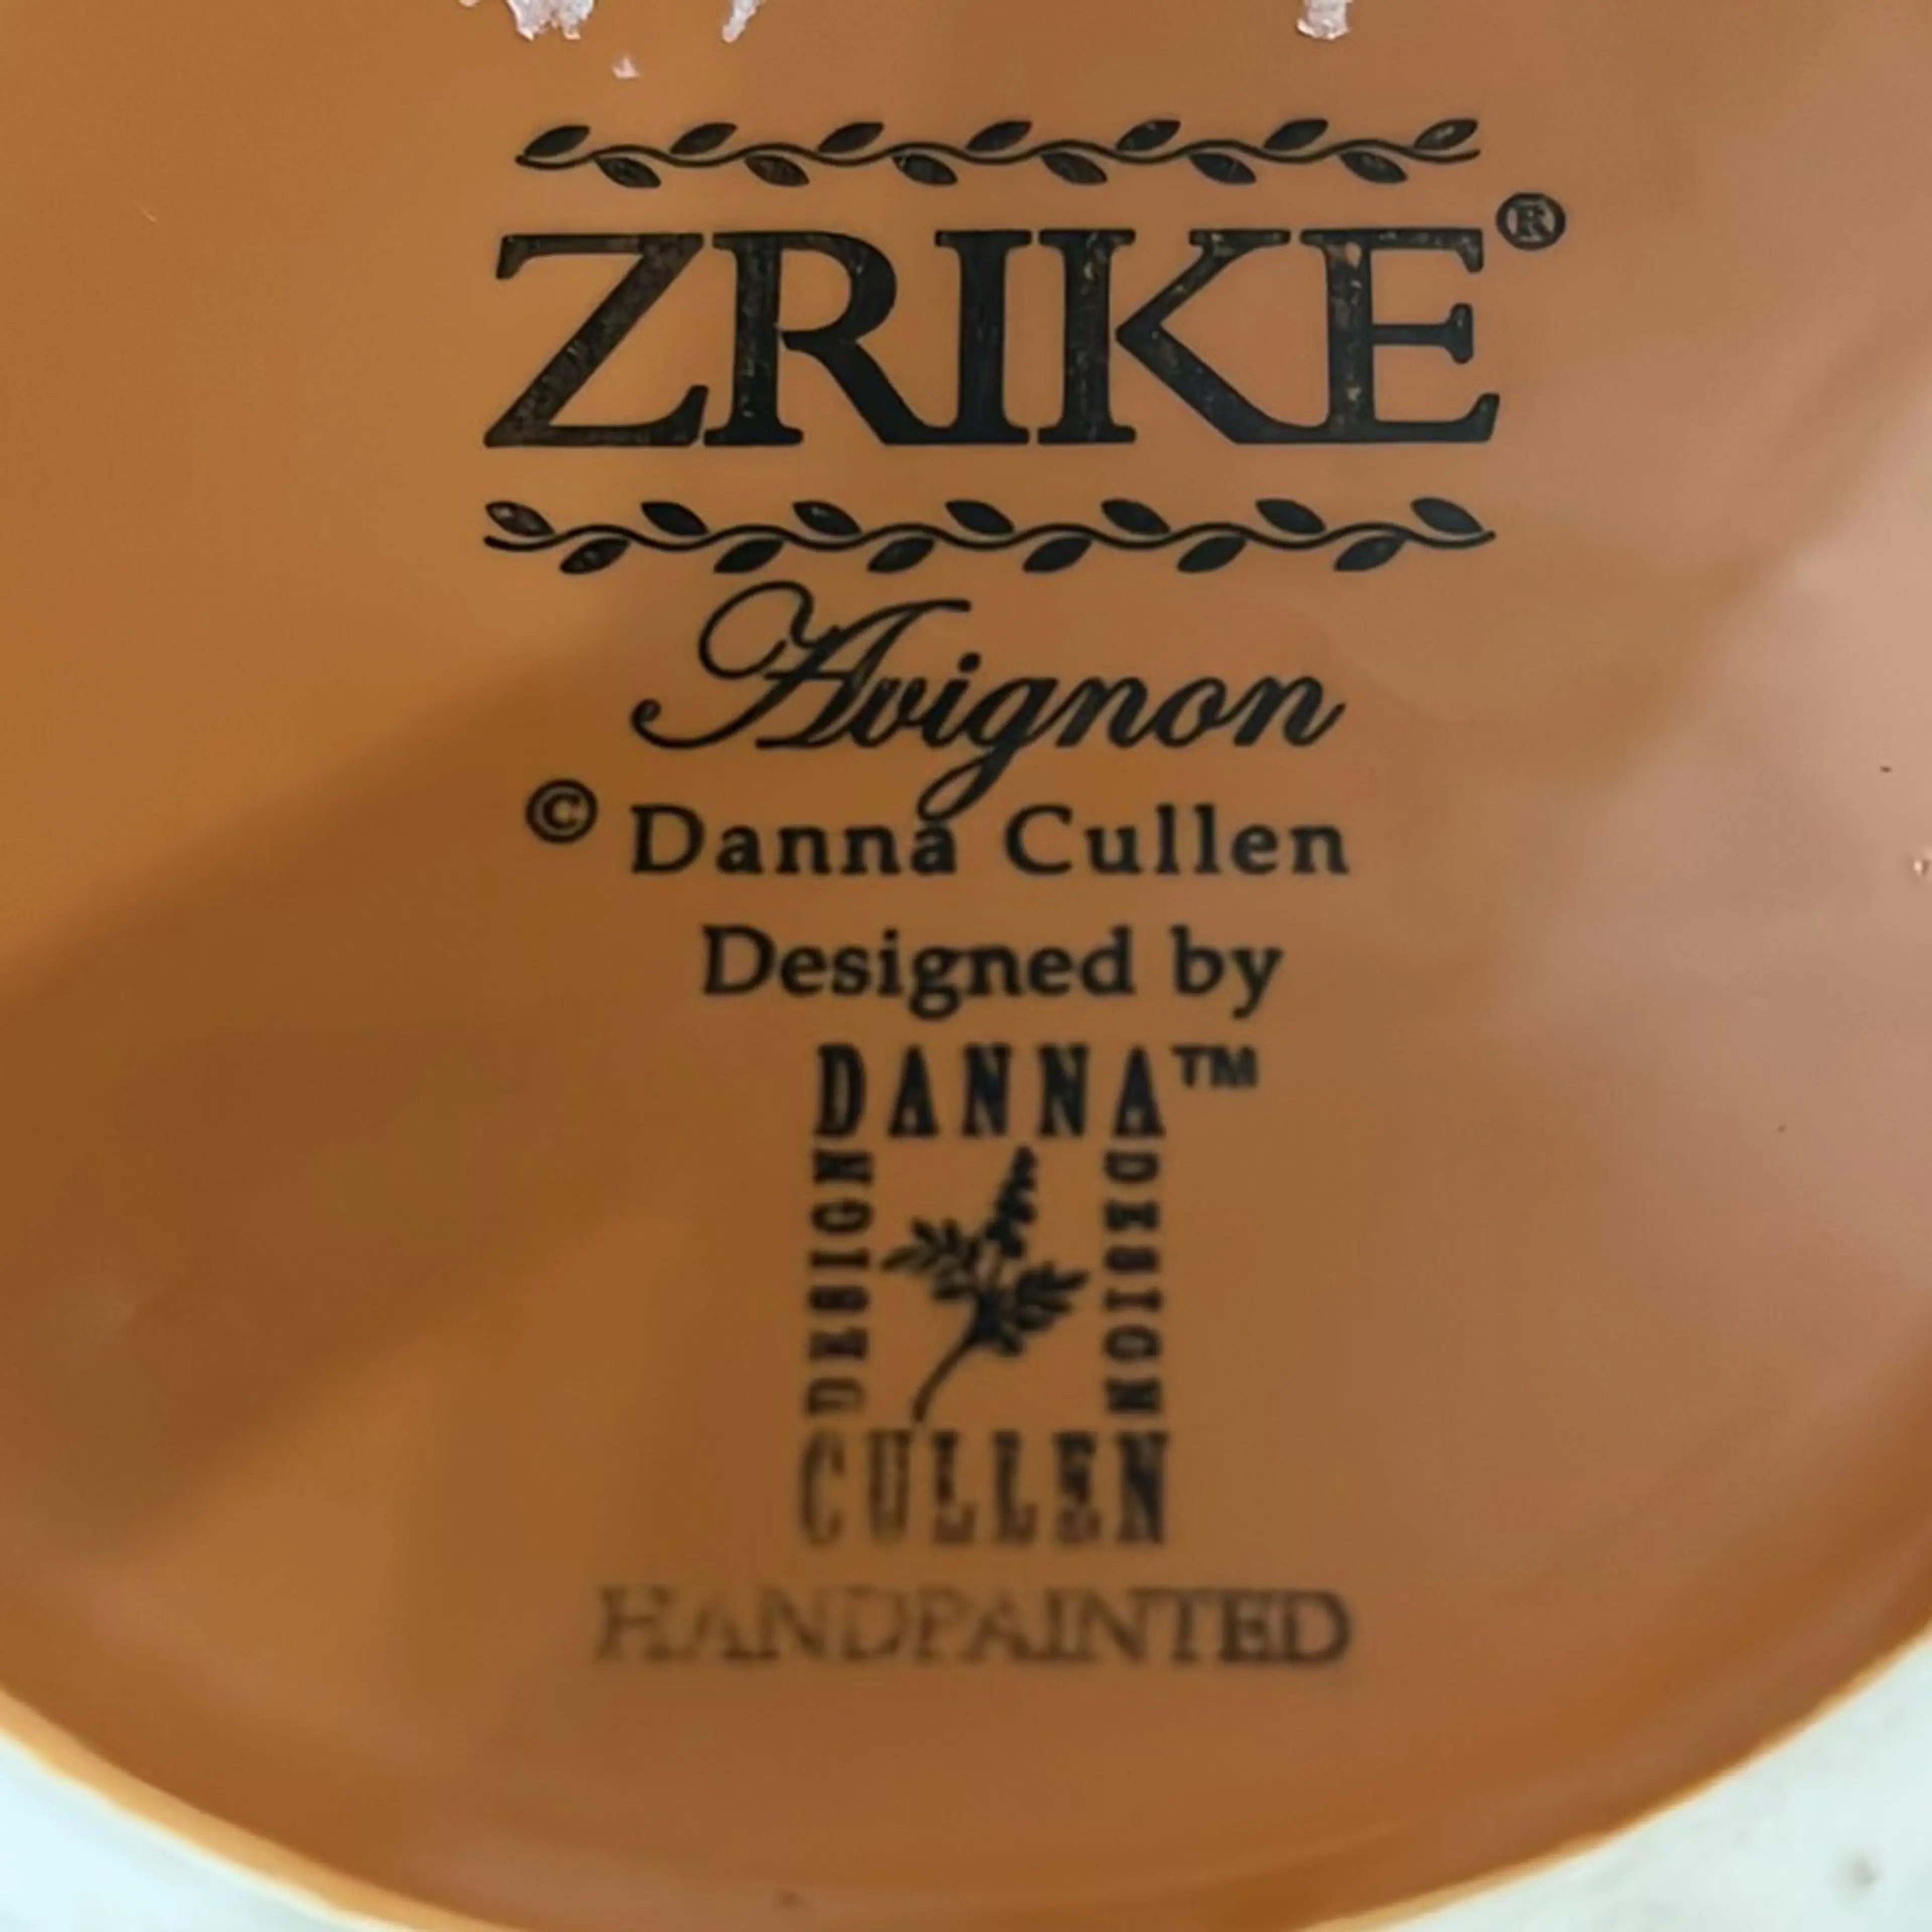 ZRIKE®
Avignon
© Danna Cullen
Designed by
DANNA™
DESIGN
DESIGN
CULLEN
HANDPAINTED